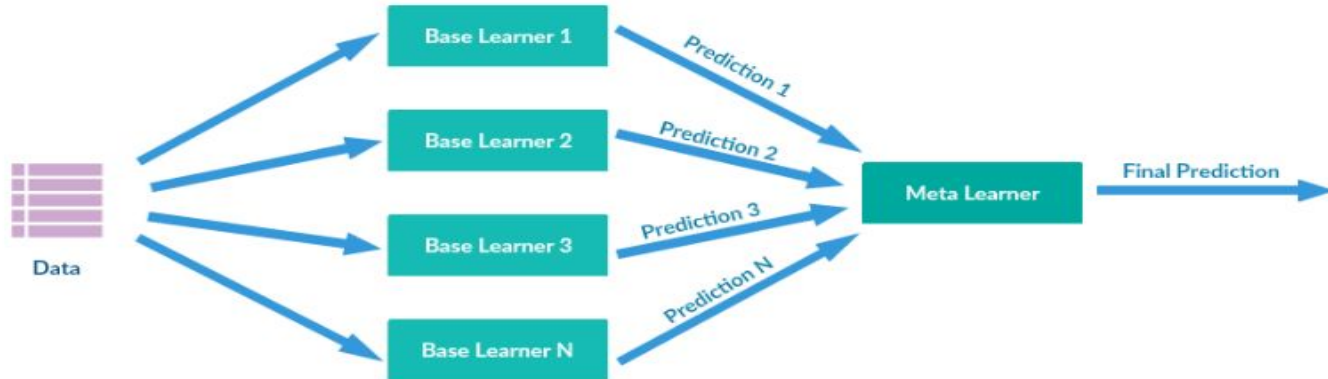 Base Learner 1
Prediction 1
Base Learner 2
Prediction 2
Data
Meta Learner
Final Prediction
Base Learner 3
Prediction 3
Base Learner N
Prediction N